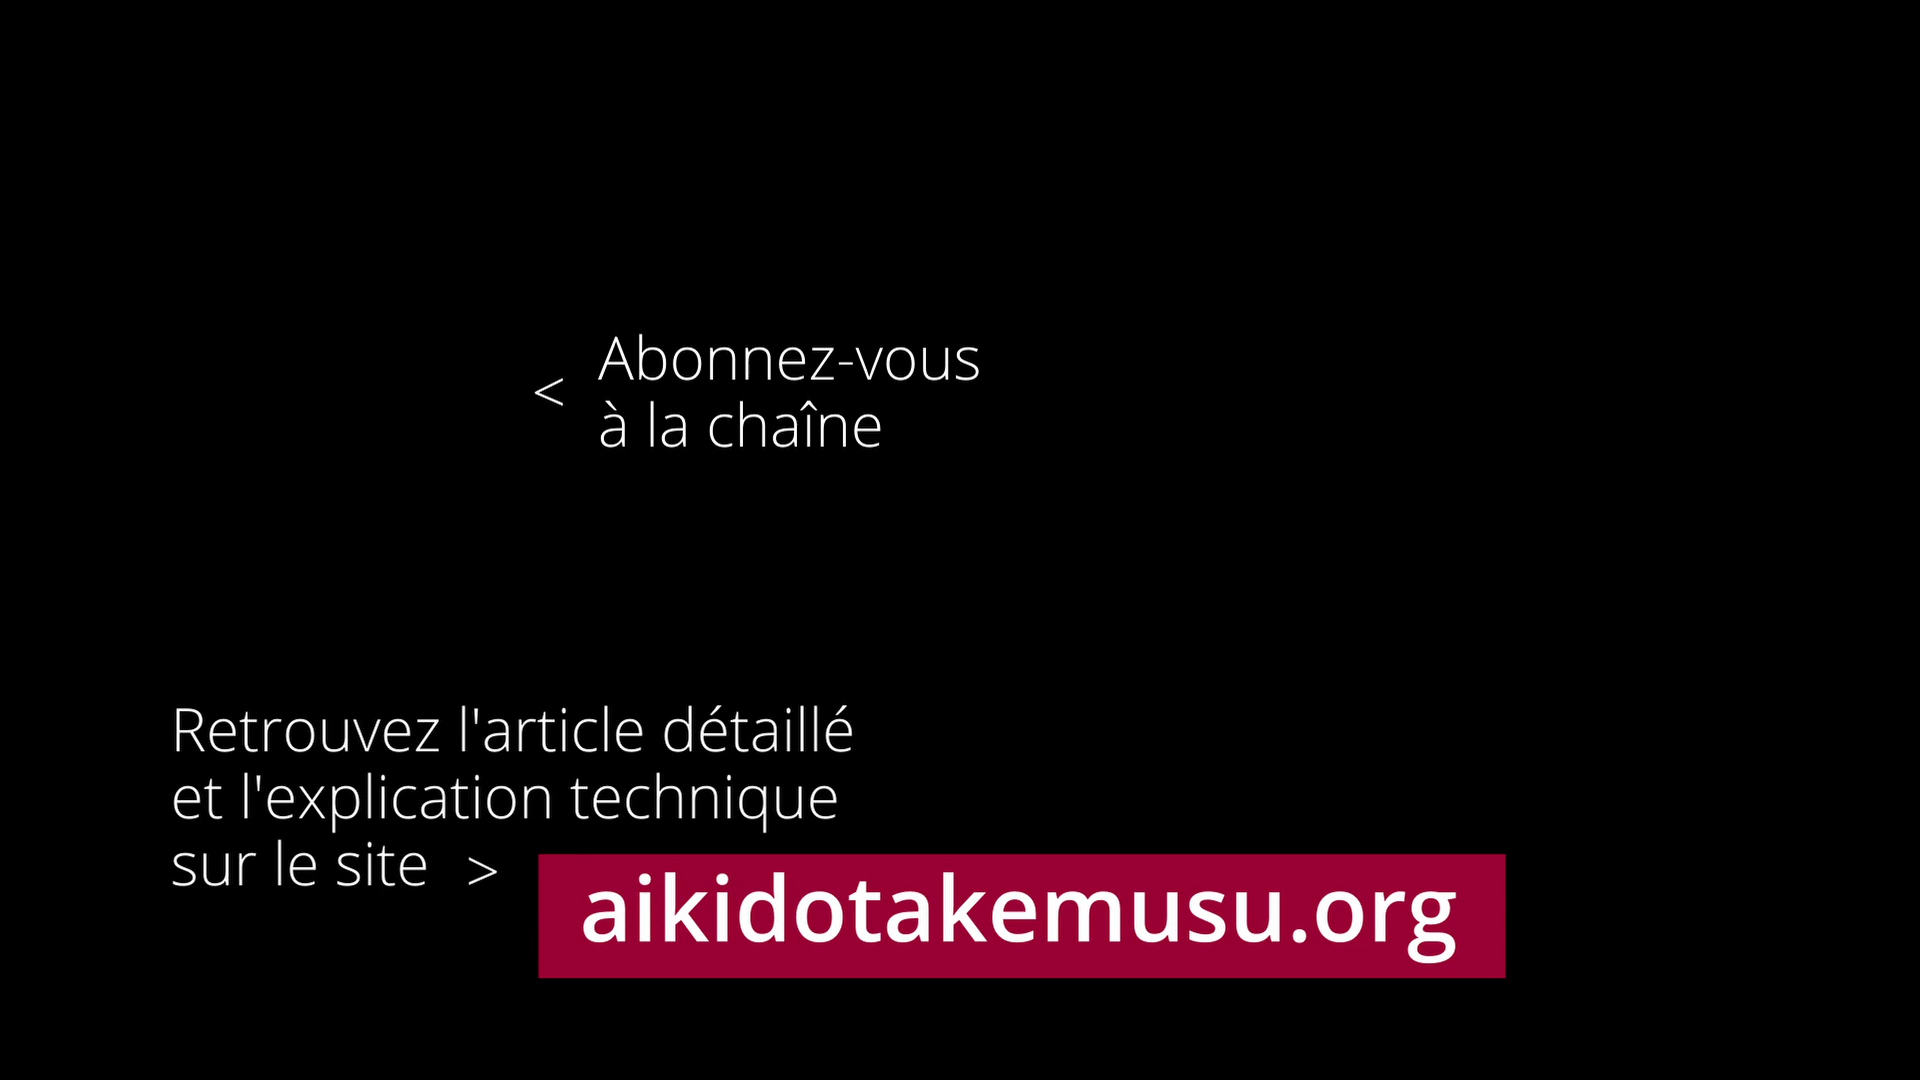 < Abonnez-vous
à la chaîne
Retrouvez l'article détaillé
et l'explication technique
sur le site >
aikidotakemusu.org